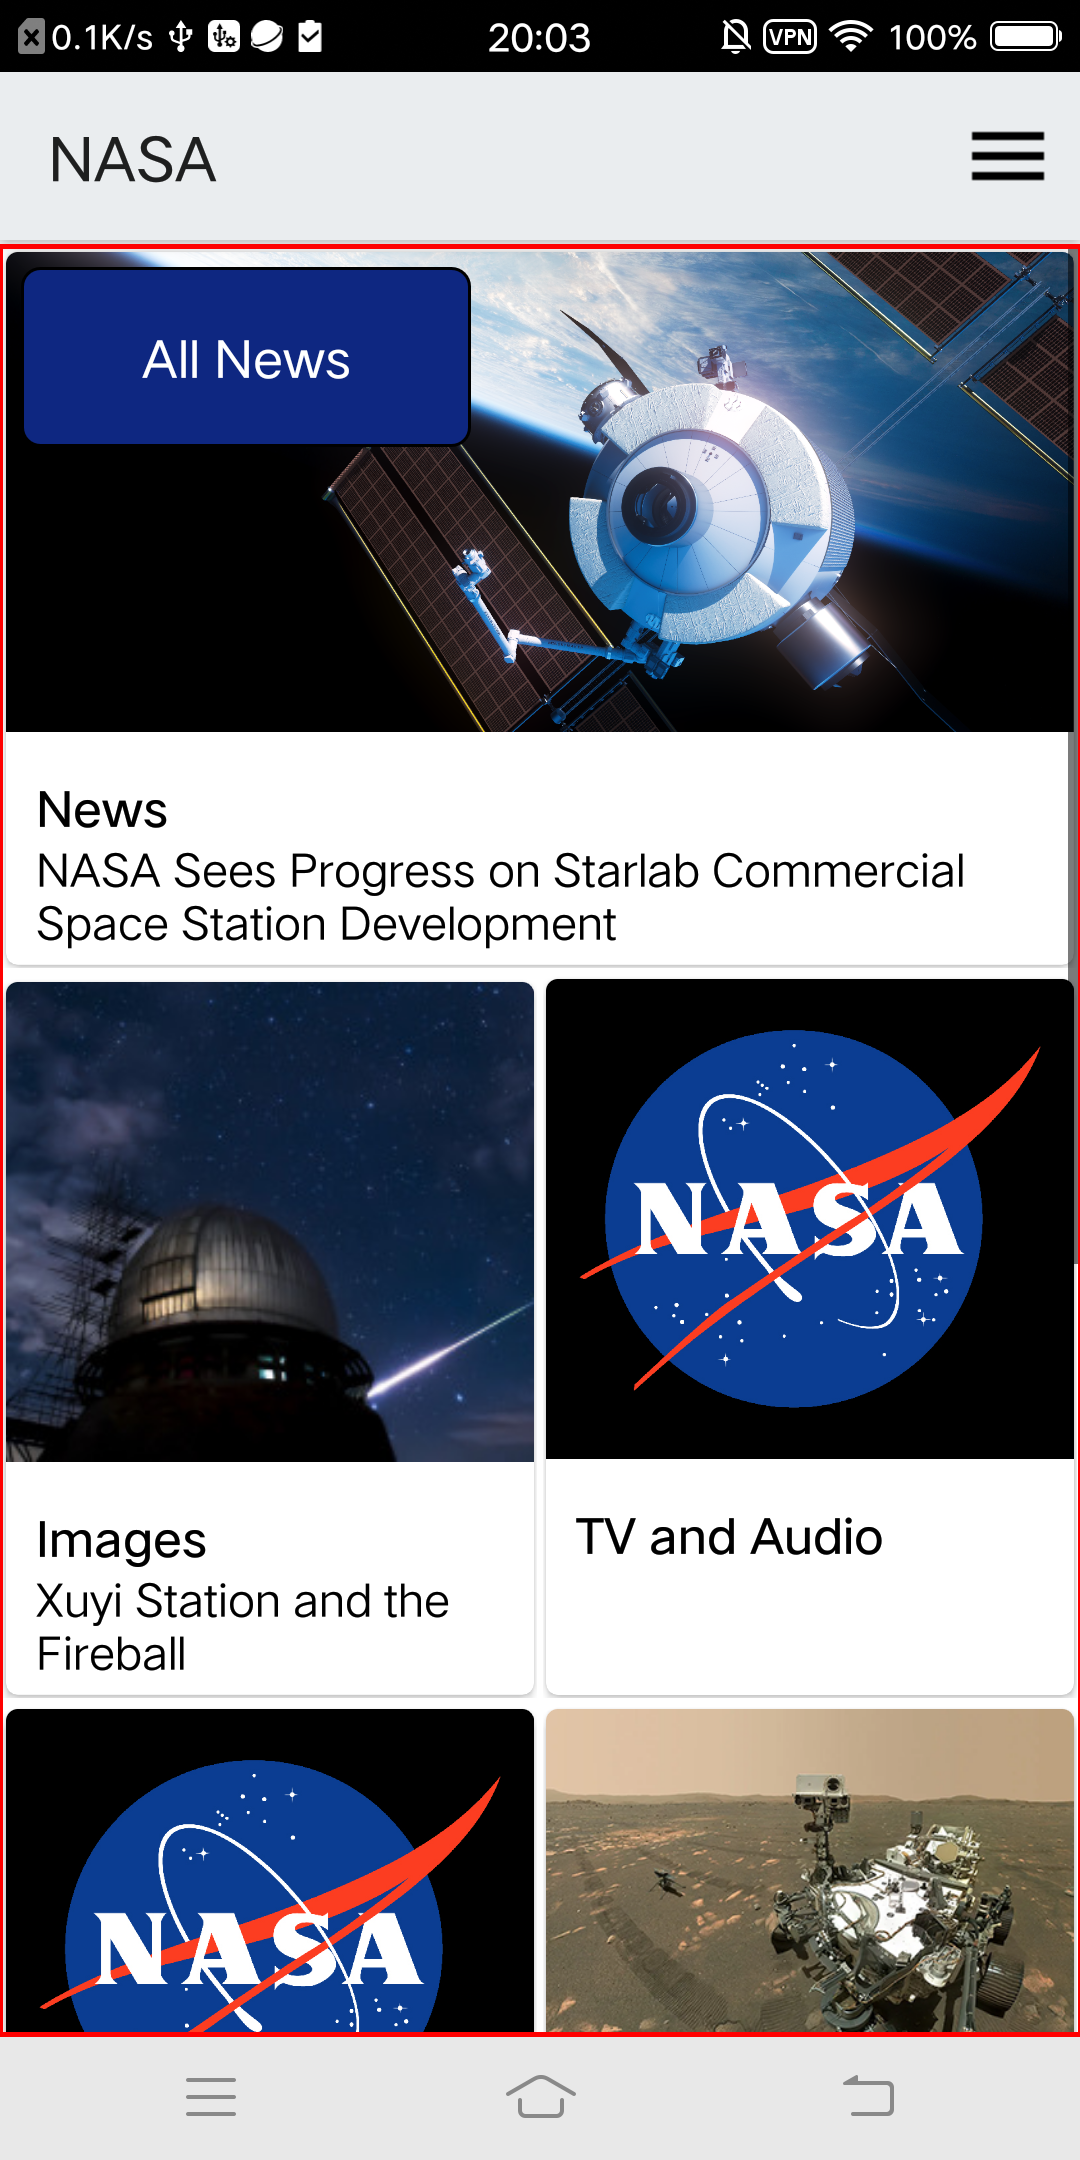 0.1K/s
20:03
VPN
100%
NASA
All News
News
NASA Sees Progress on Starlab Commercial
Space Station Development
NASA
Images
Xuyi Station and the
Fireball
TV and Audio
NASA